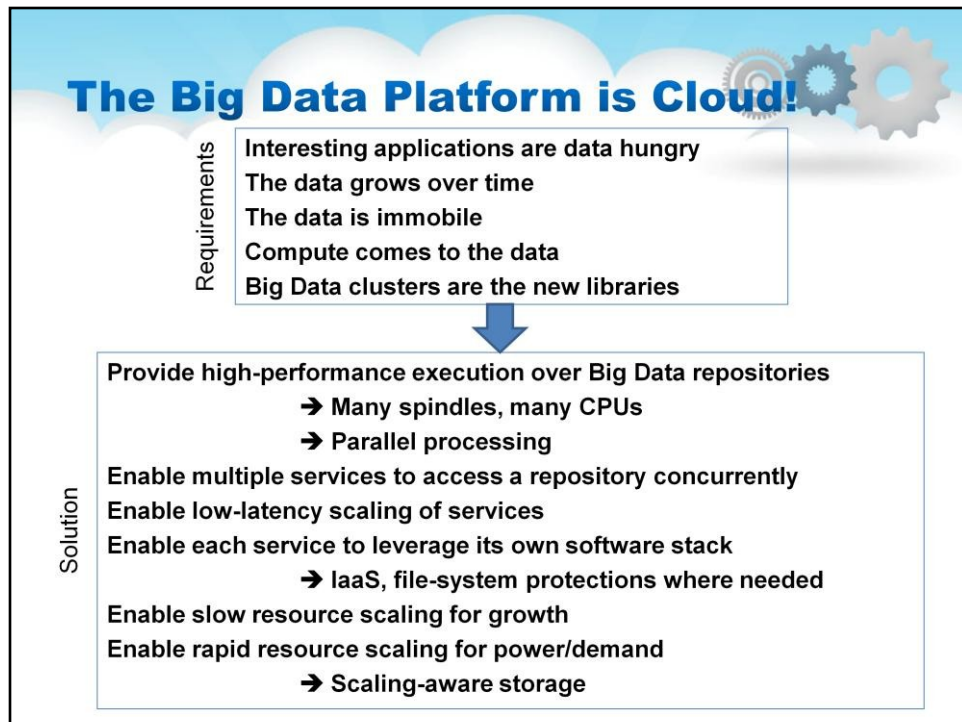 The Big Data Platform is Cloud!
Requirements
Interesting applications are data hungry
The data grows over time
The data is immobile
Compute comes to the data
Big Data clusters are the new libraries
Solution
Provide high-performance execution over Big Data repositories
➔ Many spindles, many CPUs
➔ Parallel processing
Enable multiple services to access a repository concurrently
Enable low-latency scaling of services
Enable each service to leverage its own software stack
➔ IaaS, file-system protections where needed
Enable slow resource scaling for growth
Enable rapid resource scaling for power/demand
➔ Scaling-aware storage